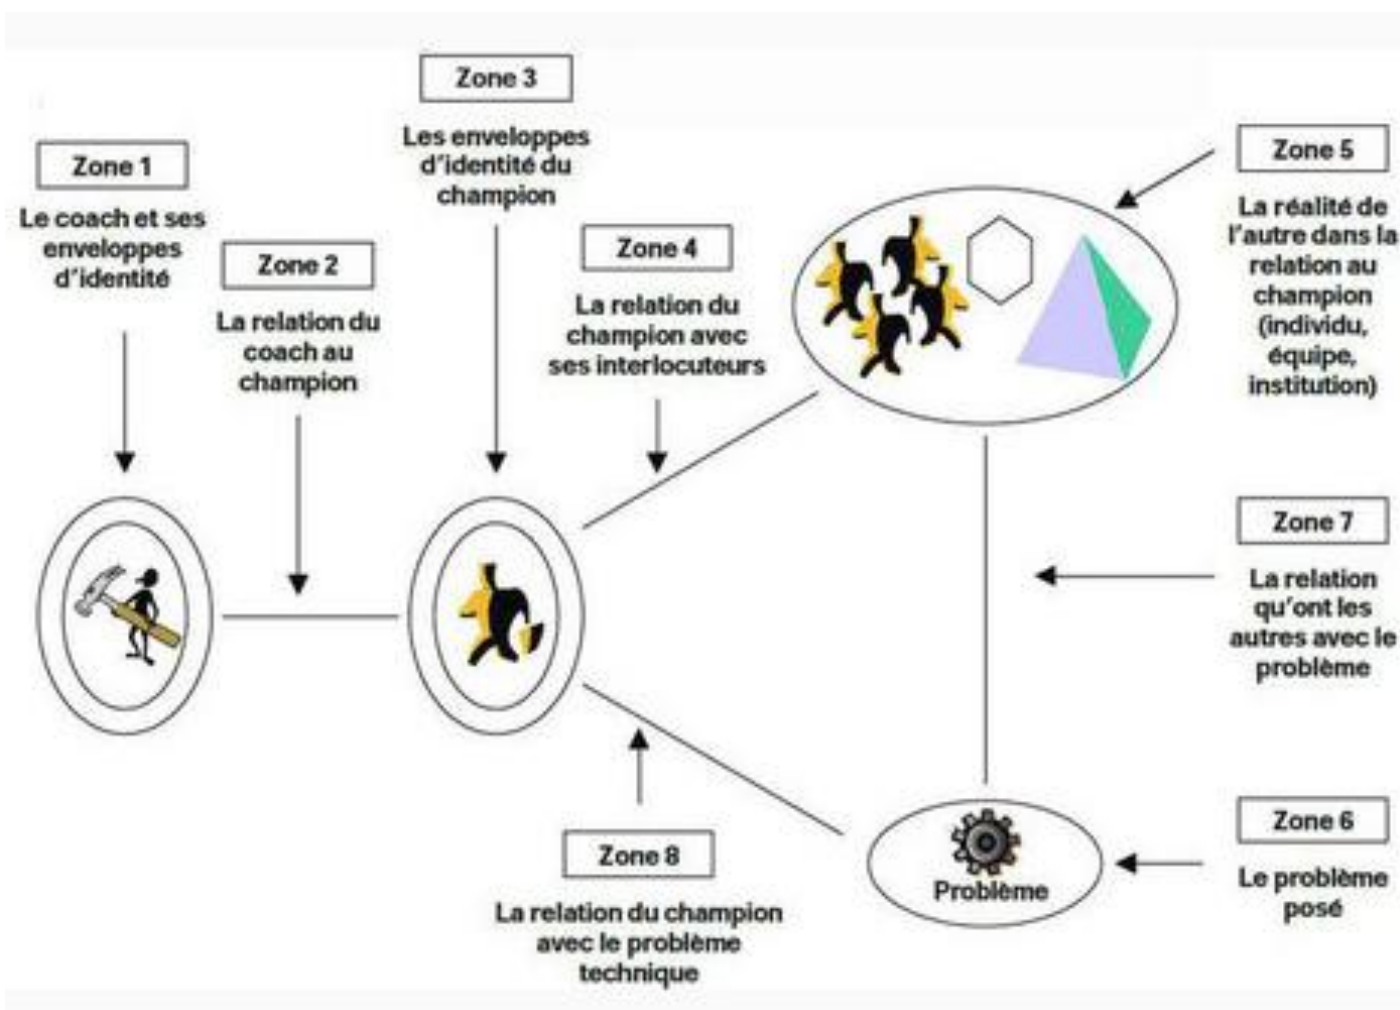 Zone 1
Le coach et ses
enveloppes
d'identité
Zone 2
La relation du
coach au
champion
Zone 3
Les enveloppes
d'identité du
champion
Zone 4
La relation du
champion avec
ses interlocuteurs
Zone 5
La réalité de
l'autre dans la
relation au
champion
(individu,
équipe,
institution)
Zone 7
La relation
qu'ont les
autres avec le
problème
Zone 6
Le problème
posé
Problème
Zone 8
La relation du champion
avec le problème
technique